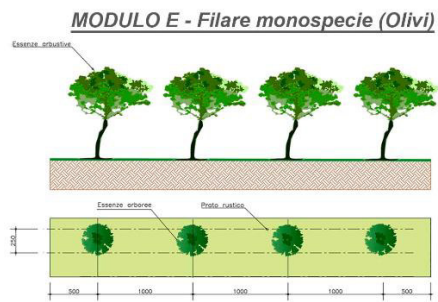 MODULO E - Filare monospecie (Olivi)
Essenze arbustive
Essenze arboree
Prato rustico
250
500
1000
1000
1000
500